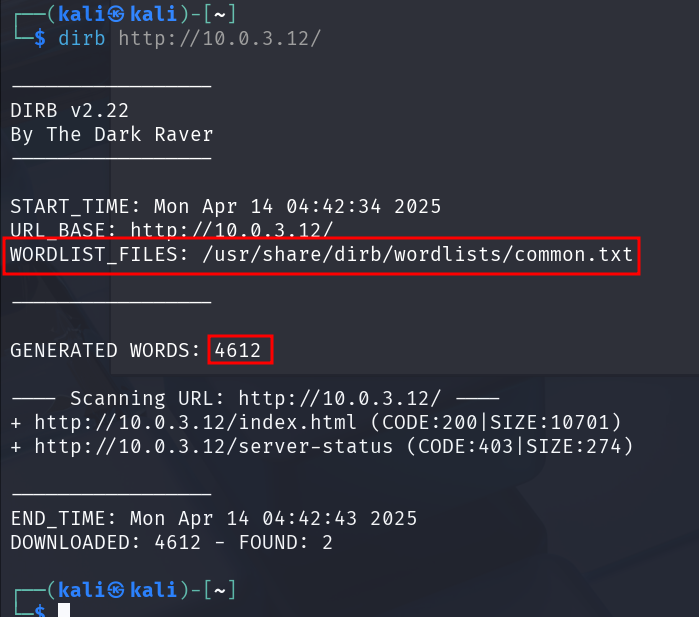 ┌──(kali㉿kali)-[~]
└─$ dirb http://10.0.3.12/
-----------------
DIRB v2.22
By The Dark Raver
-----------------
START_TIME: Mon Apr 14 04:42:34 2025
URL_BASE: http://10.0.3.12/
WORDLIST_FILES: /usr/share/dirb/wordlists/common.txt
-----------------
GENERATED WORDS: 4612
---- Scanning URL: http://10.0.3.12/ ----
+ http://10.0.3.12/index.html (CODE:200|SIZE:10701)
+ http://10.0.3.12/server-status (CODE:403|SIZE:274)
-----------------
END_TIME: Mon Apr 14 04:42:43 2025
DOWNLOADED: 4612 - FOUND: 2
┌──(kali㉿kali)-[~]
└─$